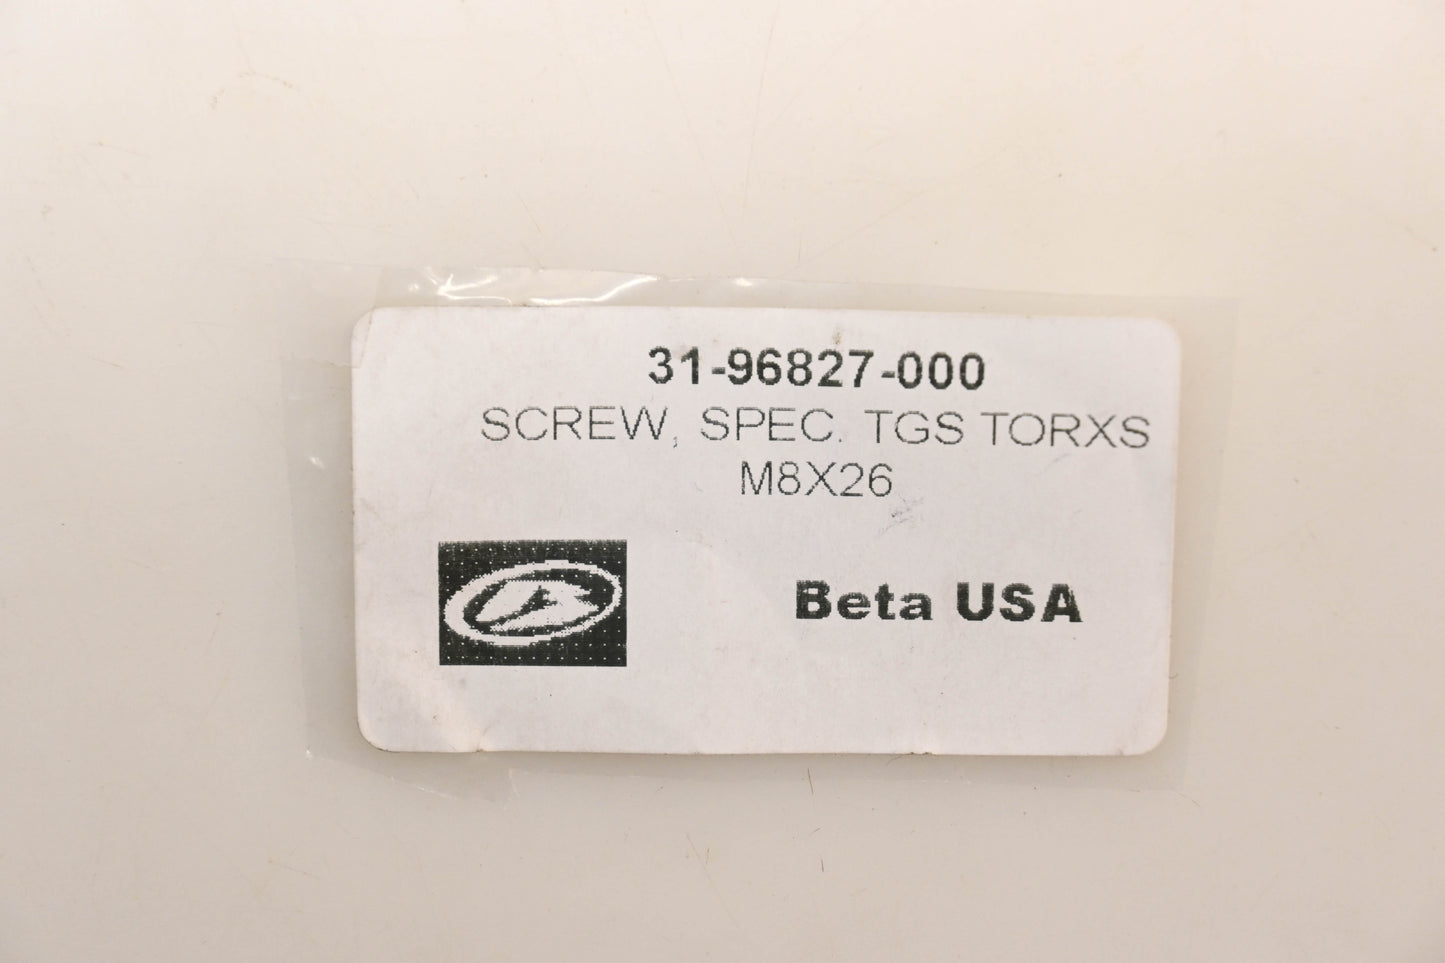 31-96827-000
SCREW, SPEC. TGS TORXS
M8X26
Beta USA